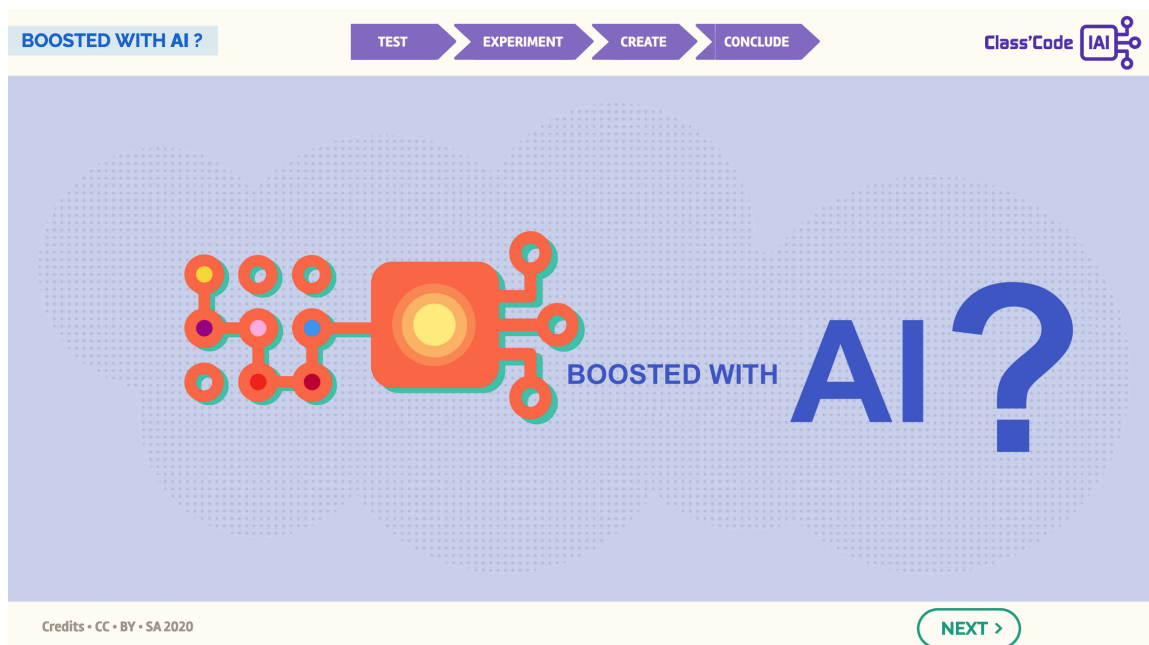 BOOSTED WITH AI ?
TEST
EXPERIMENT
CREATE
CONCLUDE
Class'Code IAI
BOOSTED WITH AI?
Credits • CC • BY • SA 2020
NEXT >